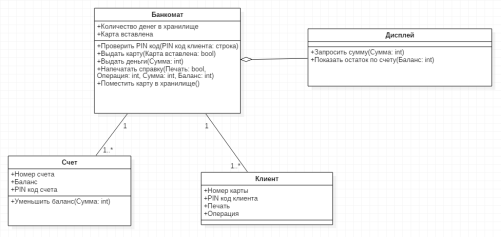 Банкомат
+Количество денег в хранилище
+Карта вставлена
+Проверить PIN код(PIN код клиента: строка)
+Выдать карту(Карта вставлена: bool)
+Выдать деньги(Сумма: int)
+Напечатать справку(Печать: bool,
Операция: int, Сумма: int, Баланс: int)
+Поместить карту в хранилище()
Дисплей
+Запросить сумму(Сумма: int)
+Показать остаток по счету(Баланс: int)
1
1
1..*
1..*
Счет
+Номер счета
+Баланс
+PIN код счета
+Уменьшить баланс(Сумма: int)
Клиент
+Номер карты
+PIN код клиента
+Печать
+Операция